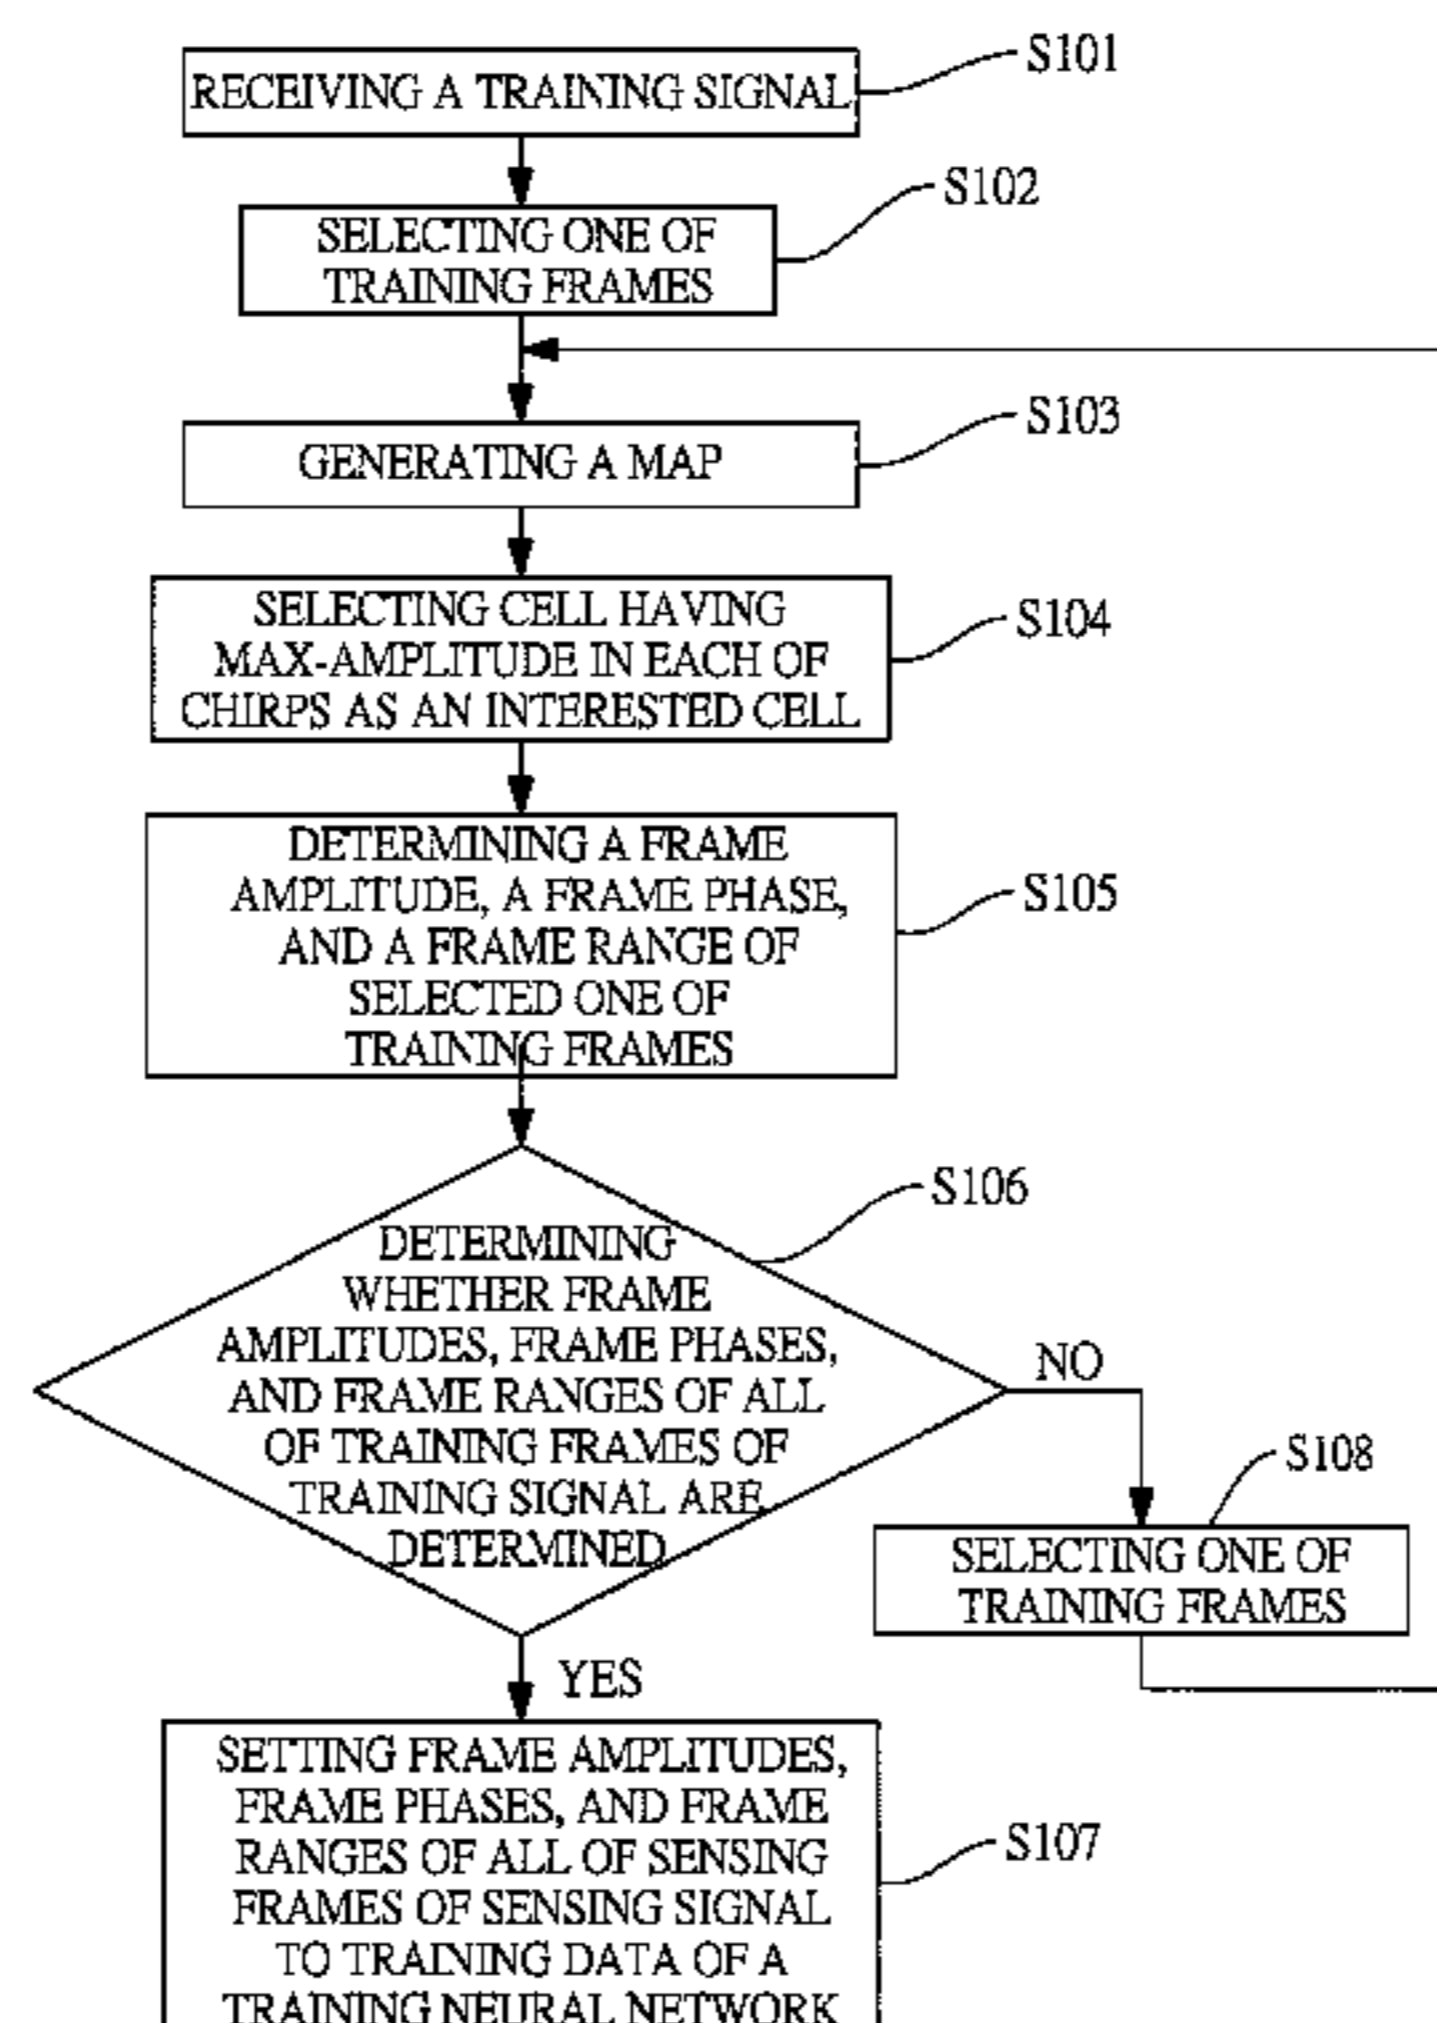 RECEIVING A TRAINING SIGNAL
S101
SELECTING ONE OF
TRAINING FRAMES
S102
GENERATING A MAP
S103
SELECTING CELL HAVING
MAX-AMPLITUDE IN EACH OF
CHIRPS AS AN INTERESTED CELL
S104
DETERMINING A FRAME
AMPLITUDE, A FRAME PHASE,
AND A FRAME RANGE OF
SELECTED ONE OF
TRAINING FRAMES
S105
DETERMINING
WHETHER FRAME
AMPLITUDES, FRAME PHASES,
AND FRAME RANGES OF ALL
OF TRAINING FRAMES OF
TRAINING SIGNAL ARE
DETERMINED
S106
NO
S108
SELECTING ONE OF
TRAINING FRAMES
YES
SETTING FRAME AMPLITUDES,
FRAME PHASES, AND FRAME
RANGES OF ALL OF SENSING
FRAMES OF SENSING SIGNAL
TO TRAINING DATA OF A
TRAINING NEURAL NETWORK
S107